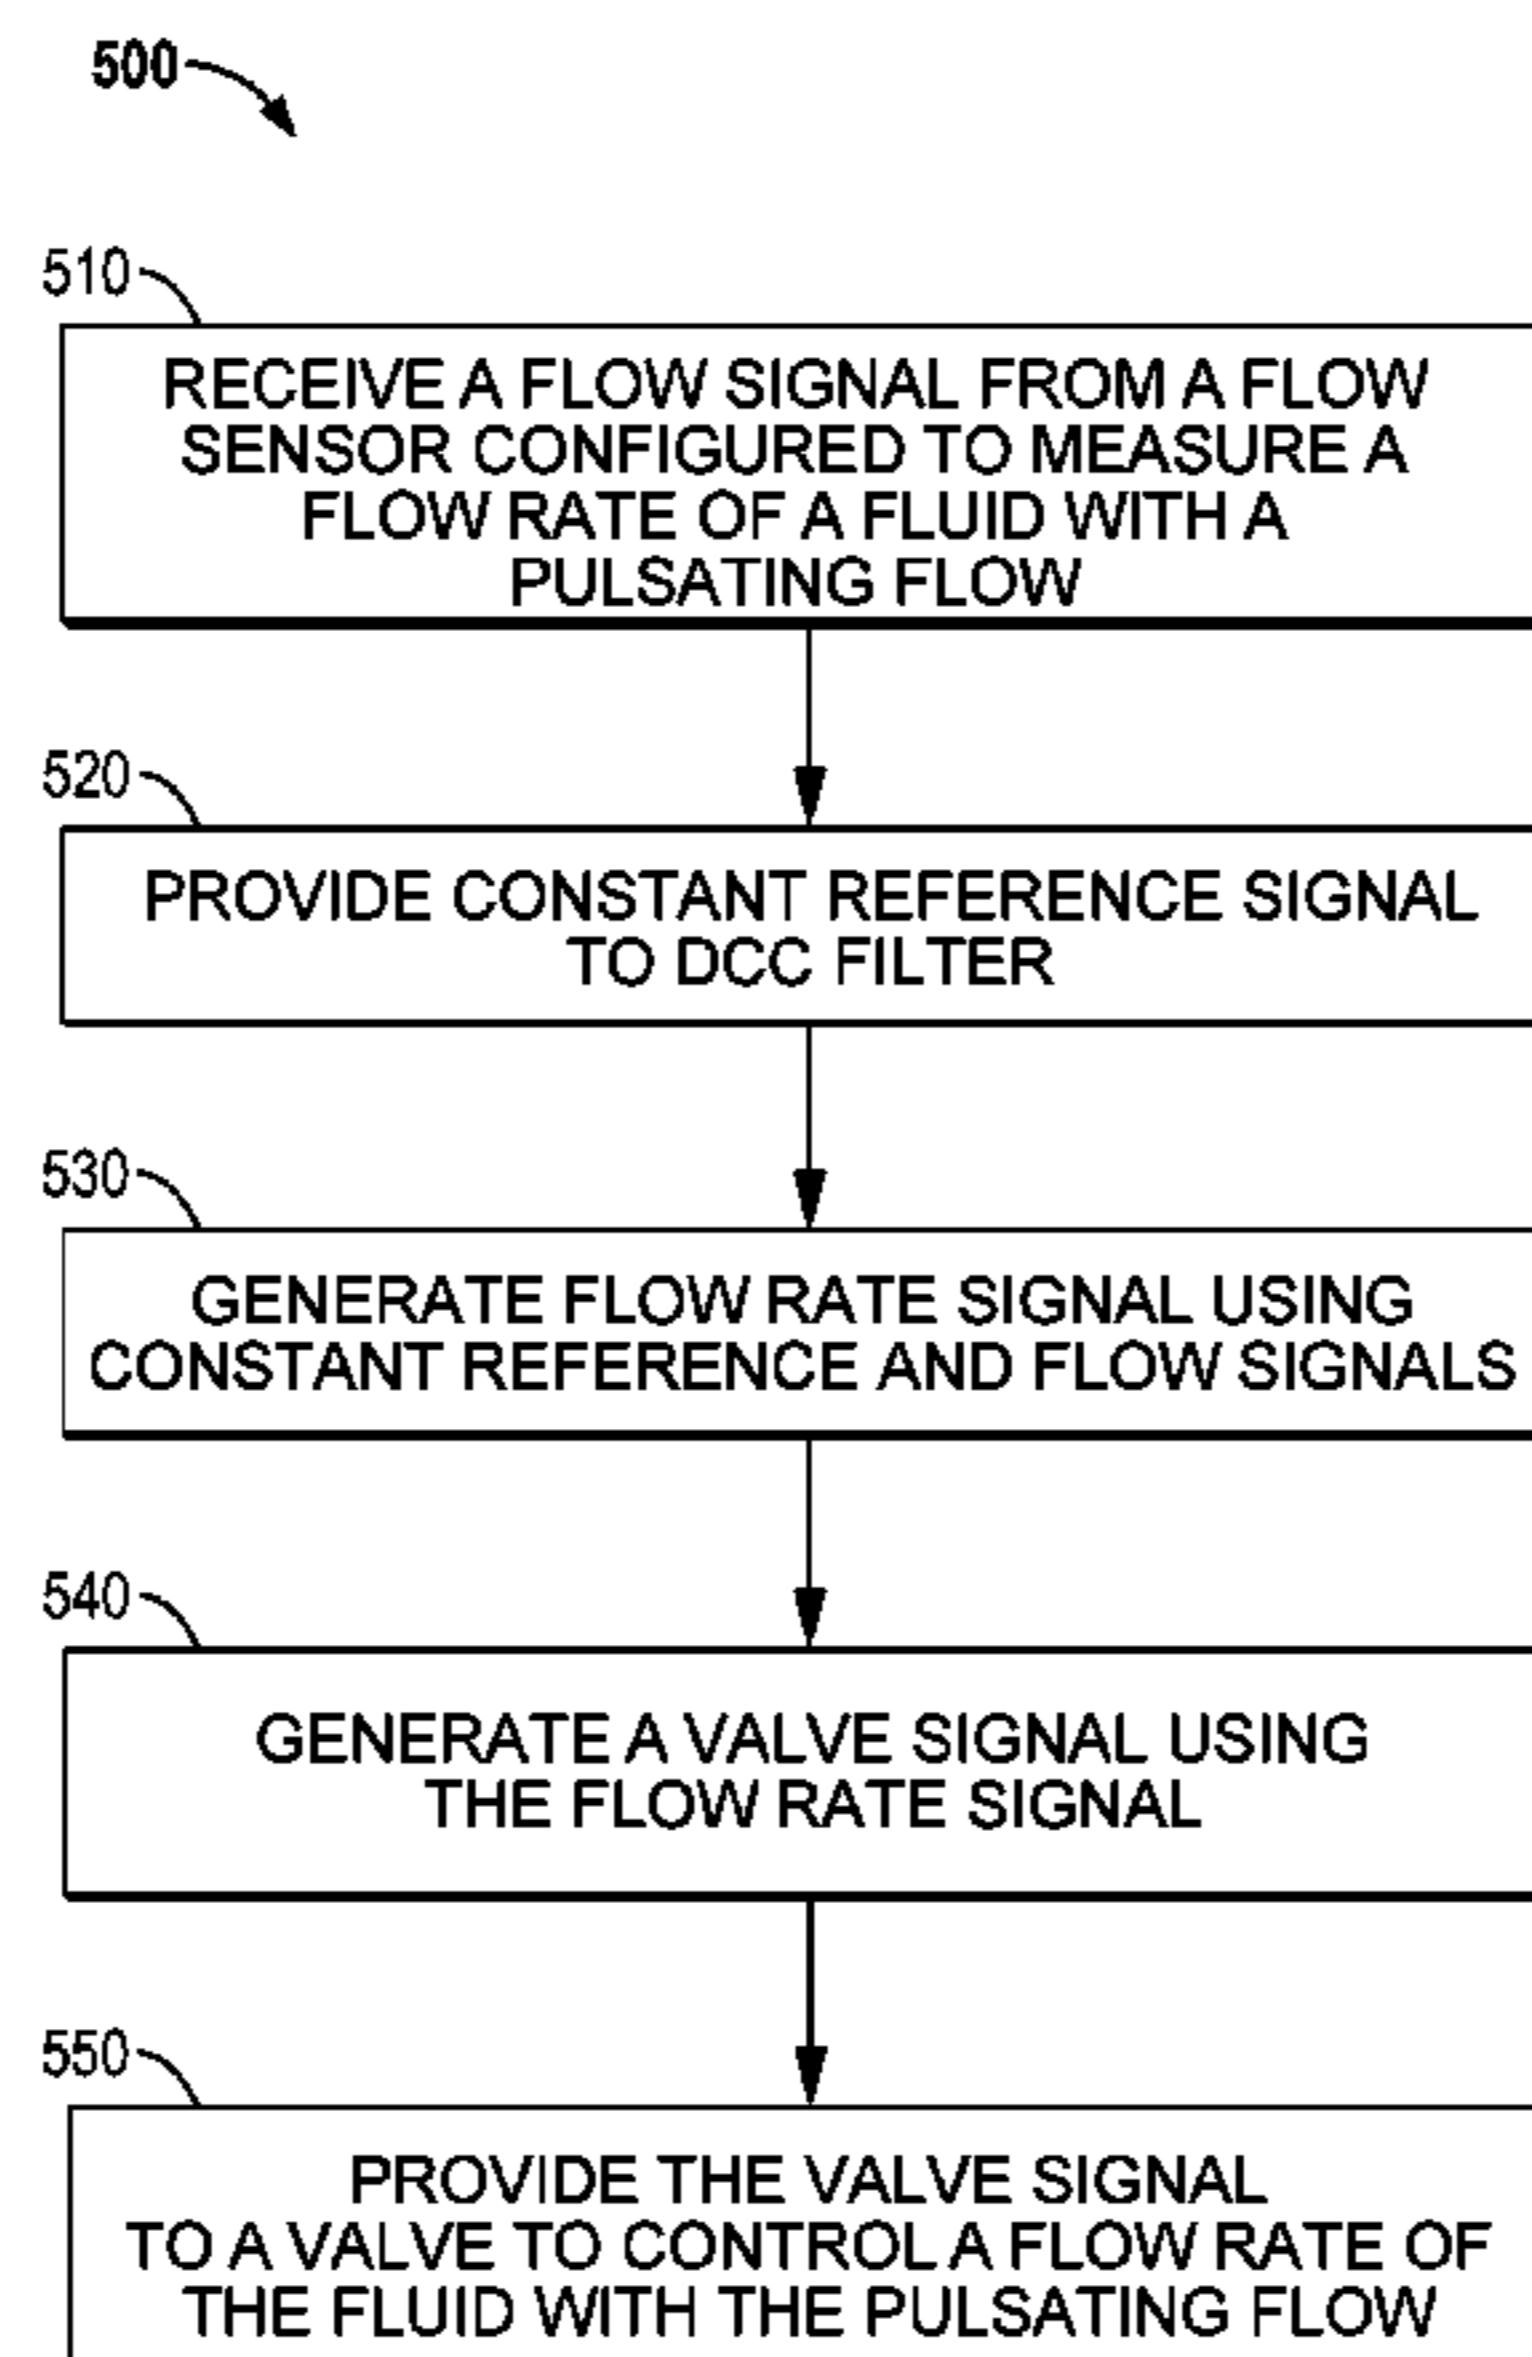 500
510
RECEIVE A FLOW SIGNAL FROM A FLOW
SENSOR CONFIGURED TO MEASURE A
FLOW RATE OF A FLUID WITH A
PULSATING FLOW
520
PROVIDE CONSTANT REFERENCE SIGNAL
TO DCC FILTER
530
GENERATE FLOW RATE SIGNAL USING
CONSTANT REFERENCE AND FLOW SIGNALS
540
GENERATE A VALVE SIGNAL USING
THE FLOW RATE SIGNAL
550
PROVIDE THE VALVE SIGNAL
TO A VALVE TO CONTROL A FLOW RATE OF
THE FLUID WITH THE PULSATING FLOW